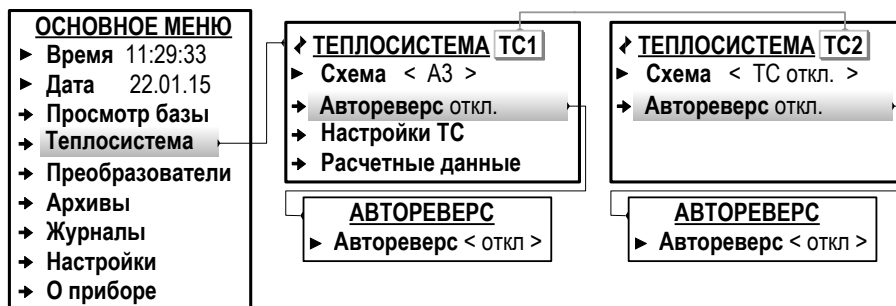 ОСНОВНОЕ МЕНЮ
Время 11:29:33
Дата 22.01.15
Просмотр базы
Теплосистема
Преобразователи
Архивы
Журналы
Настройки
О приборе
ТЕПЛОСИСТЕМА ТС1
Схема < А3 >
Автореверс откл.
Настройки ТС
Расчетные данные
АВТОРЕВЕРС
Автореверс < откл >
ТЕПЛОСИСТЕМА ТС2
Схема < ТС откл. >
Автореверс откл.
АВТОРЕВЕРС
Автореверс < откл >